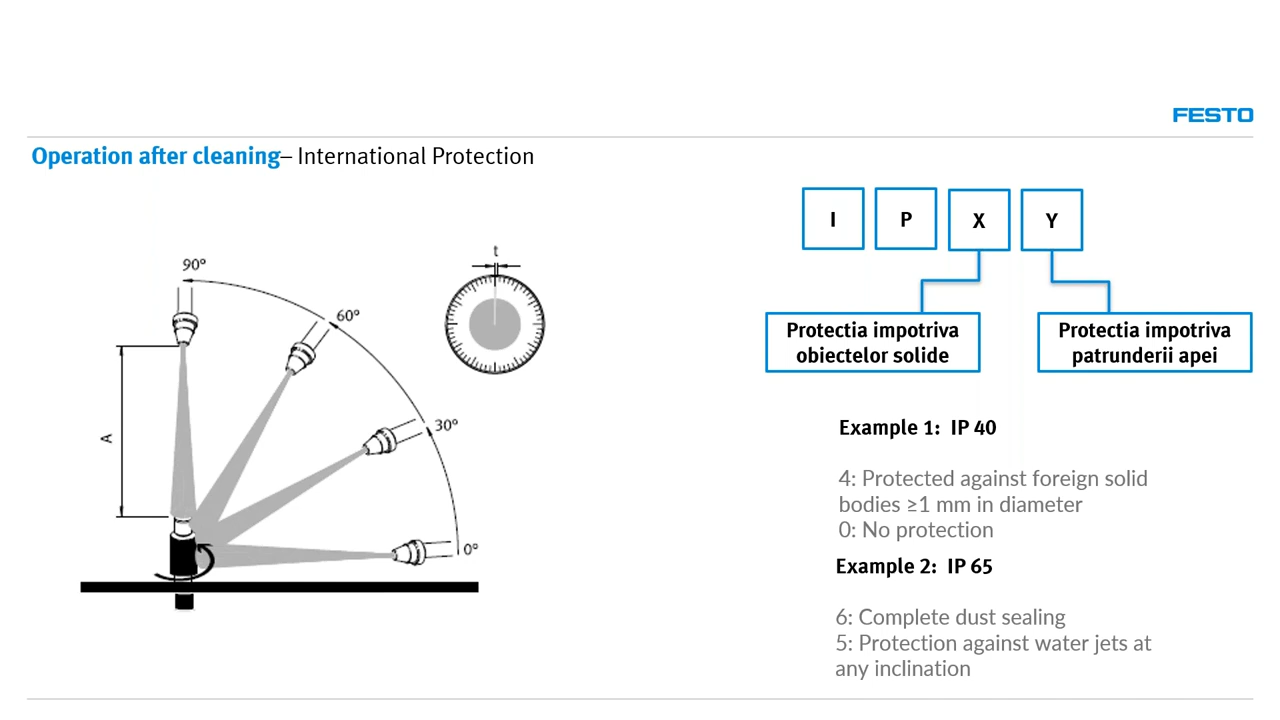 FESTO
Operation after cleaning– International Protection
I P X Y
Protectia impotriva
obiectelor solide
Protectia impotriva
patrunderii apei
90°
60°
30°
0°
t
A
Example 1: IP 40
4: Protected against foreign solid
bodies ≥1 mm in diameter
0: No protection
Example 2: IP 65
6: Complete dust sealing
5: Protection against water jets at
any inclination